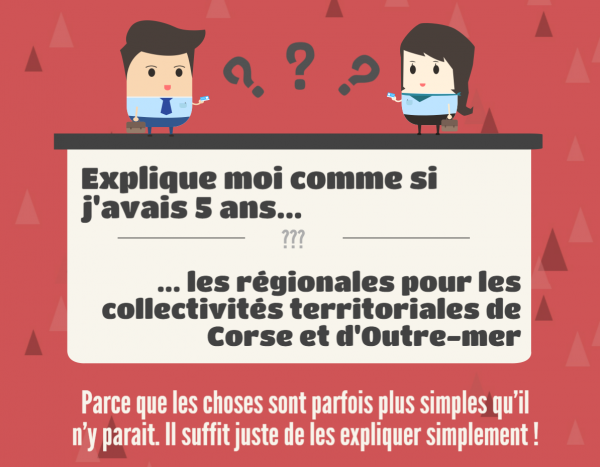 ? ? ?
Explique moi comme si
j'avais 5 ans...
???
... les régionales pour les
collectivités territoriales de
Corse et d'Outre-mer
Parce que les choses sont parfois plus simples qu'il
n'y parait. Il suffit juste de les expliquer simplement !